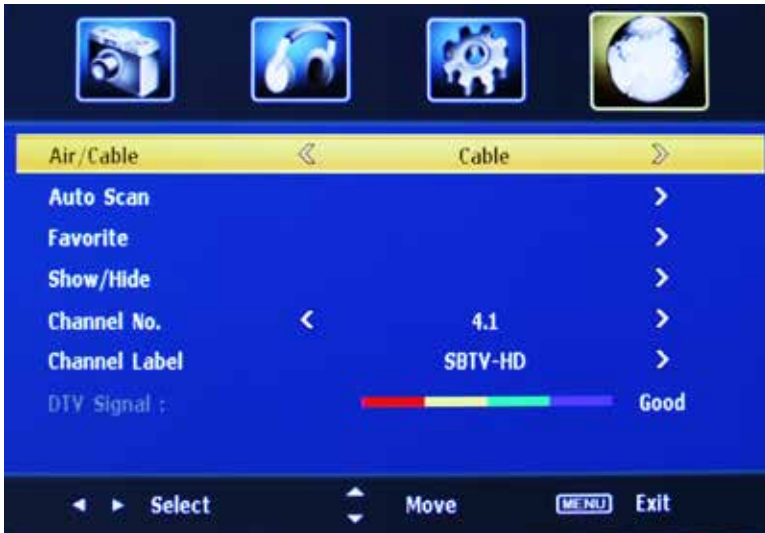 Air/Cable Cable
Auto Scan
Favorite
Show/Hide
Channel No. 4.1
Channel Label SBTV-HD
DTV Signal : Good
Select Move MENU Exit